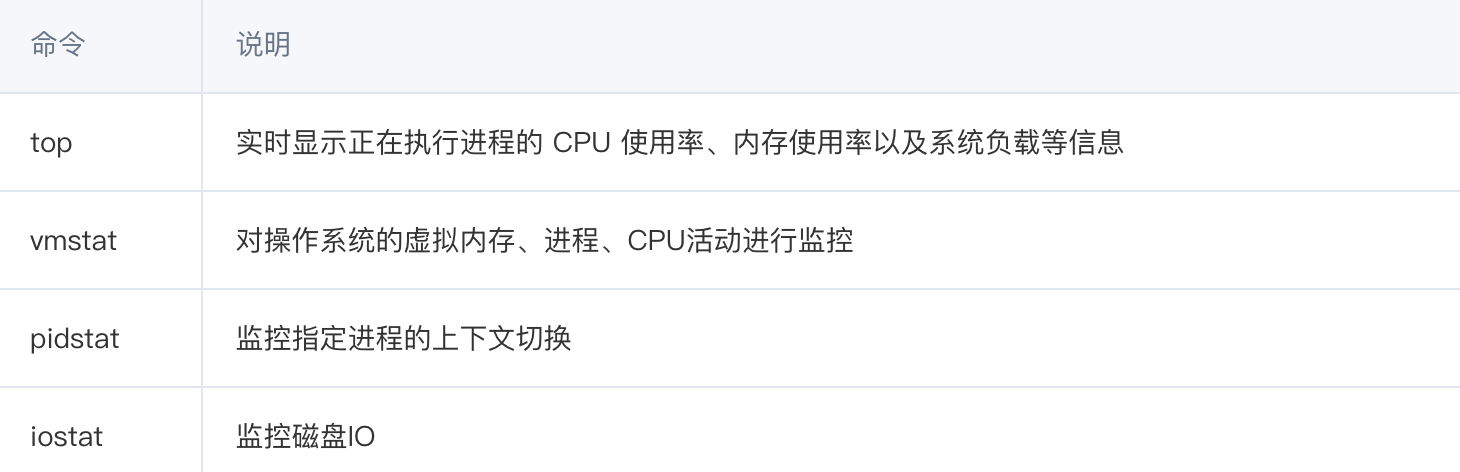 命令 说明
top 实时显示正在执行进程的 CPU 使用率、内存使用率以及系统负载等信息
vmstat 对操作系统的虚拟内存、进程、CPU活动进行监控
pidstat 监控指定进程的上下文切换
iostat 监控磁盘IO